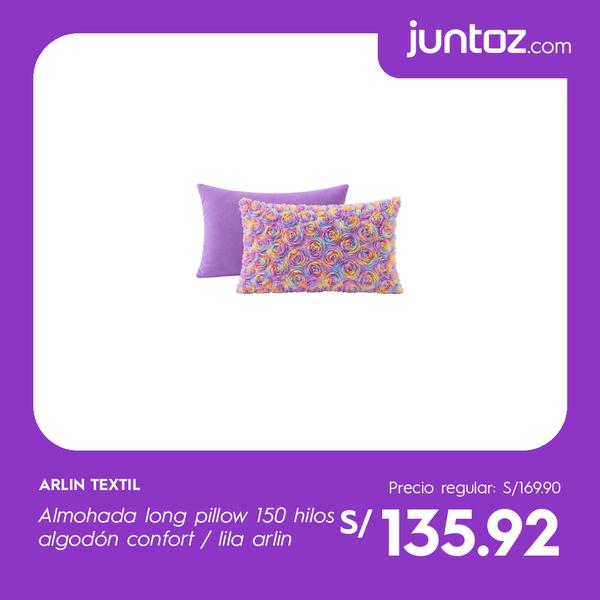 juntoz.com
ARLIN TEXTIL
Almohada long pillow 150 hilos
algodón confort / lila arlin
Precio regular: S/169.90
S/ 135.92